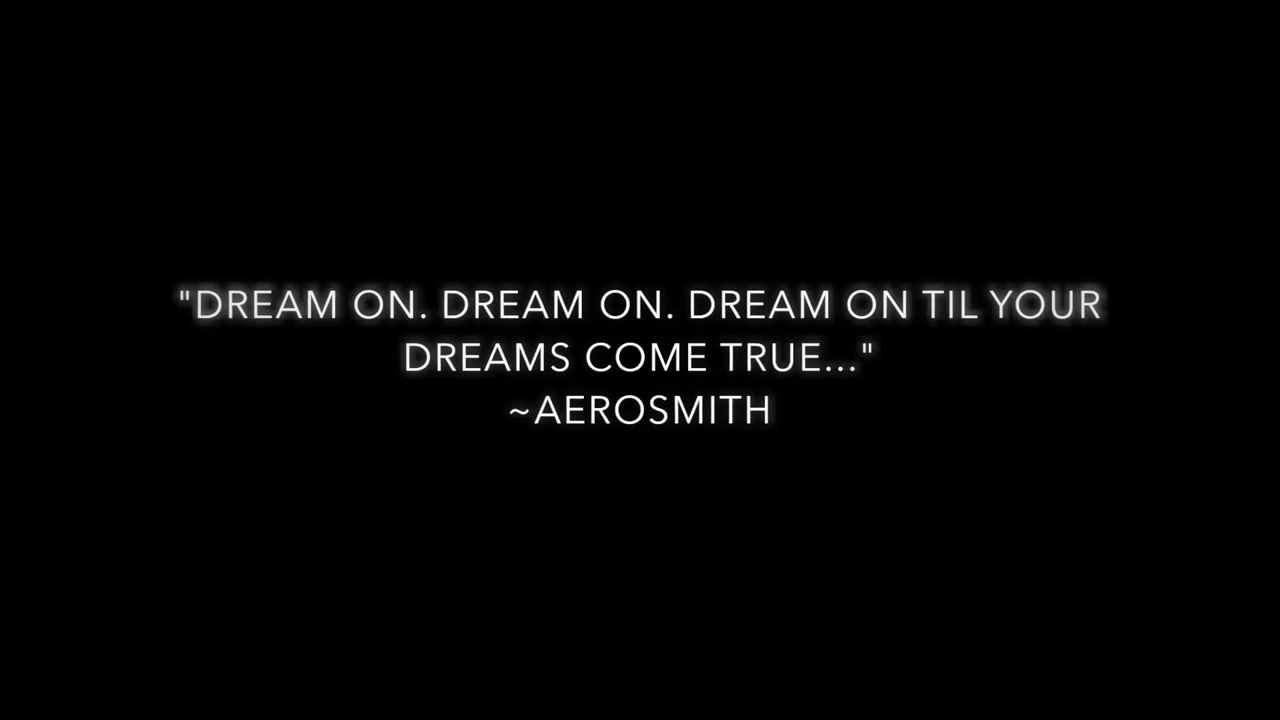 "DREAM ON. DREAM ON. DREAM ON TIL YOUR
DREAMS COME TRUE..."
~AEROSMITH